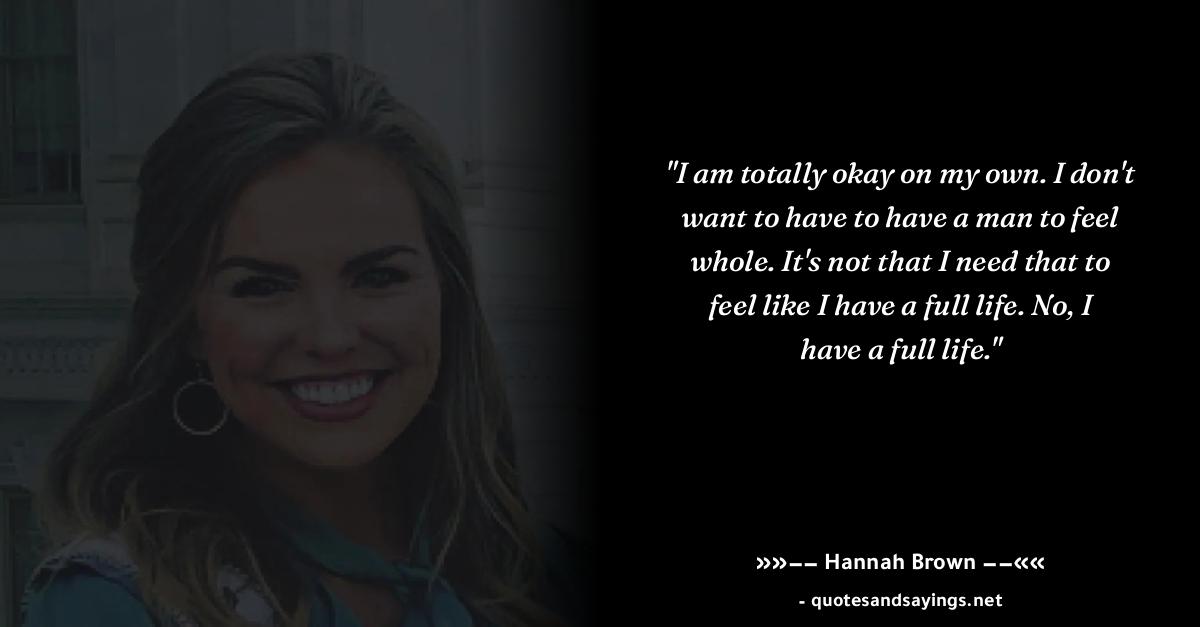 "I am totally okay on my own. I don't
want to have to have a man to feel
whole. It's not that I need that to
feel like I have a full life. No, I
have a full life."
»»−− Hannah Brown −−««
- quotesandsayings.net